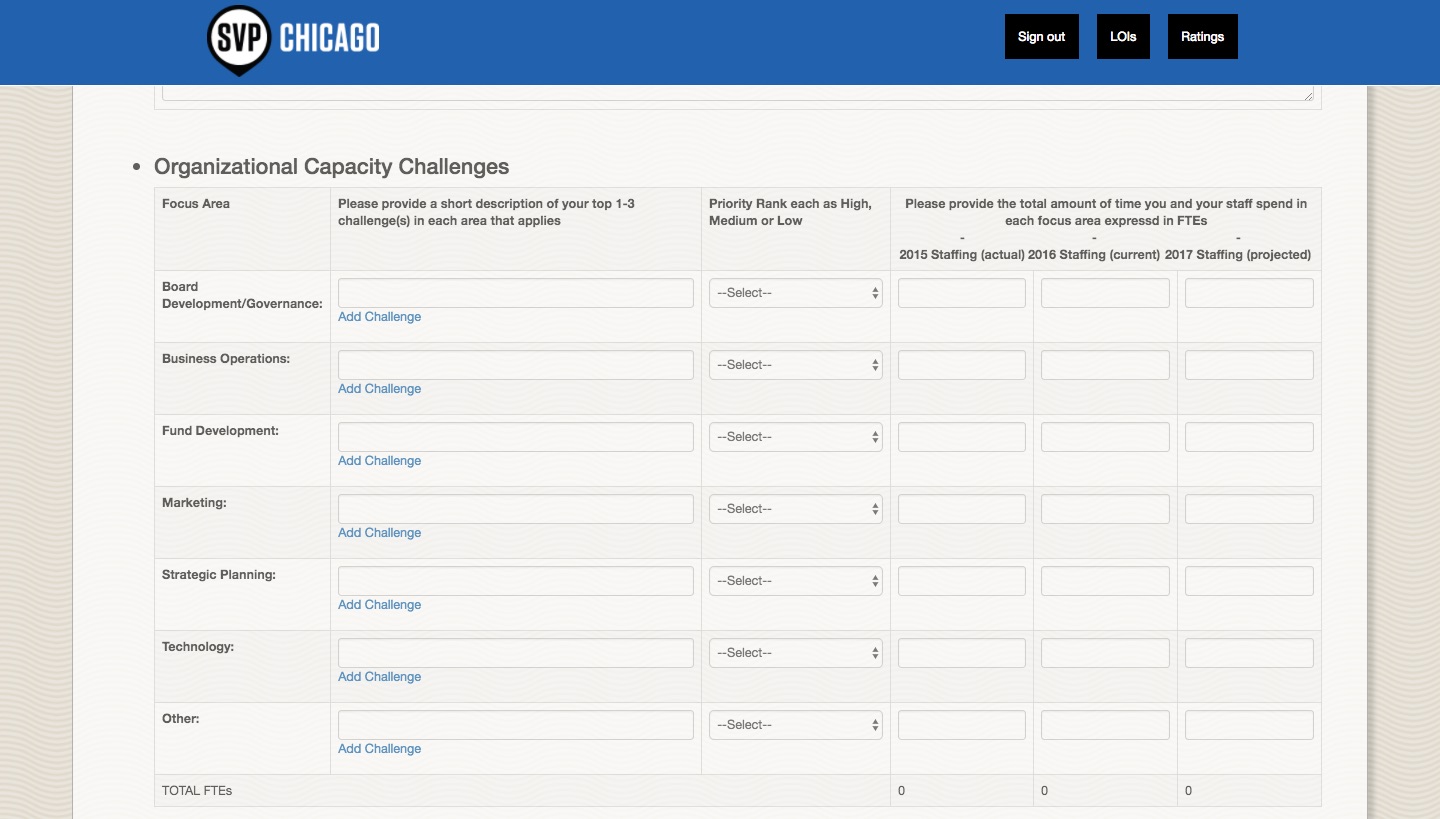 SVP CHICAGO
Sign out LOIs Ratings
Organizational Capacity Challenges
Focus Area
Please provide a short description of your top 1-3
challenge(s) in each area that applies
Priority Rank each as High,
Medium or Low
Please provide the total amount of time you and your staff spend in
each focus area expressd in FTEs
- - -
2015 Staffing (actual) 2016 Staffing (current) 2017 Staffing (projected)
Board
Development/Governance:
--Select--
Add Challenge
Business Operations:
--Select--
Add Challenge
Fund Development:
--Select--
Add Challenge
Marketing:
--Select--
Add Challenge
Strategic Planning:
--Select--
Add Challenge
Technology:
--Select--
Add Challenge
Other:
--Select--
Add Challenge
TOTAL FTEs 0 0 0